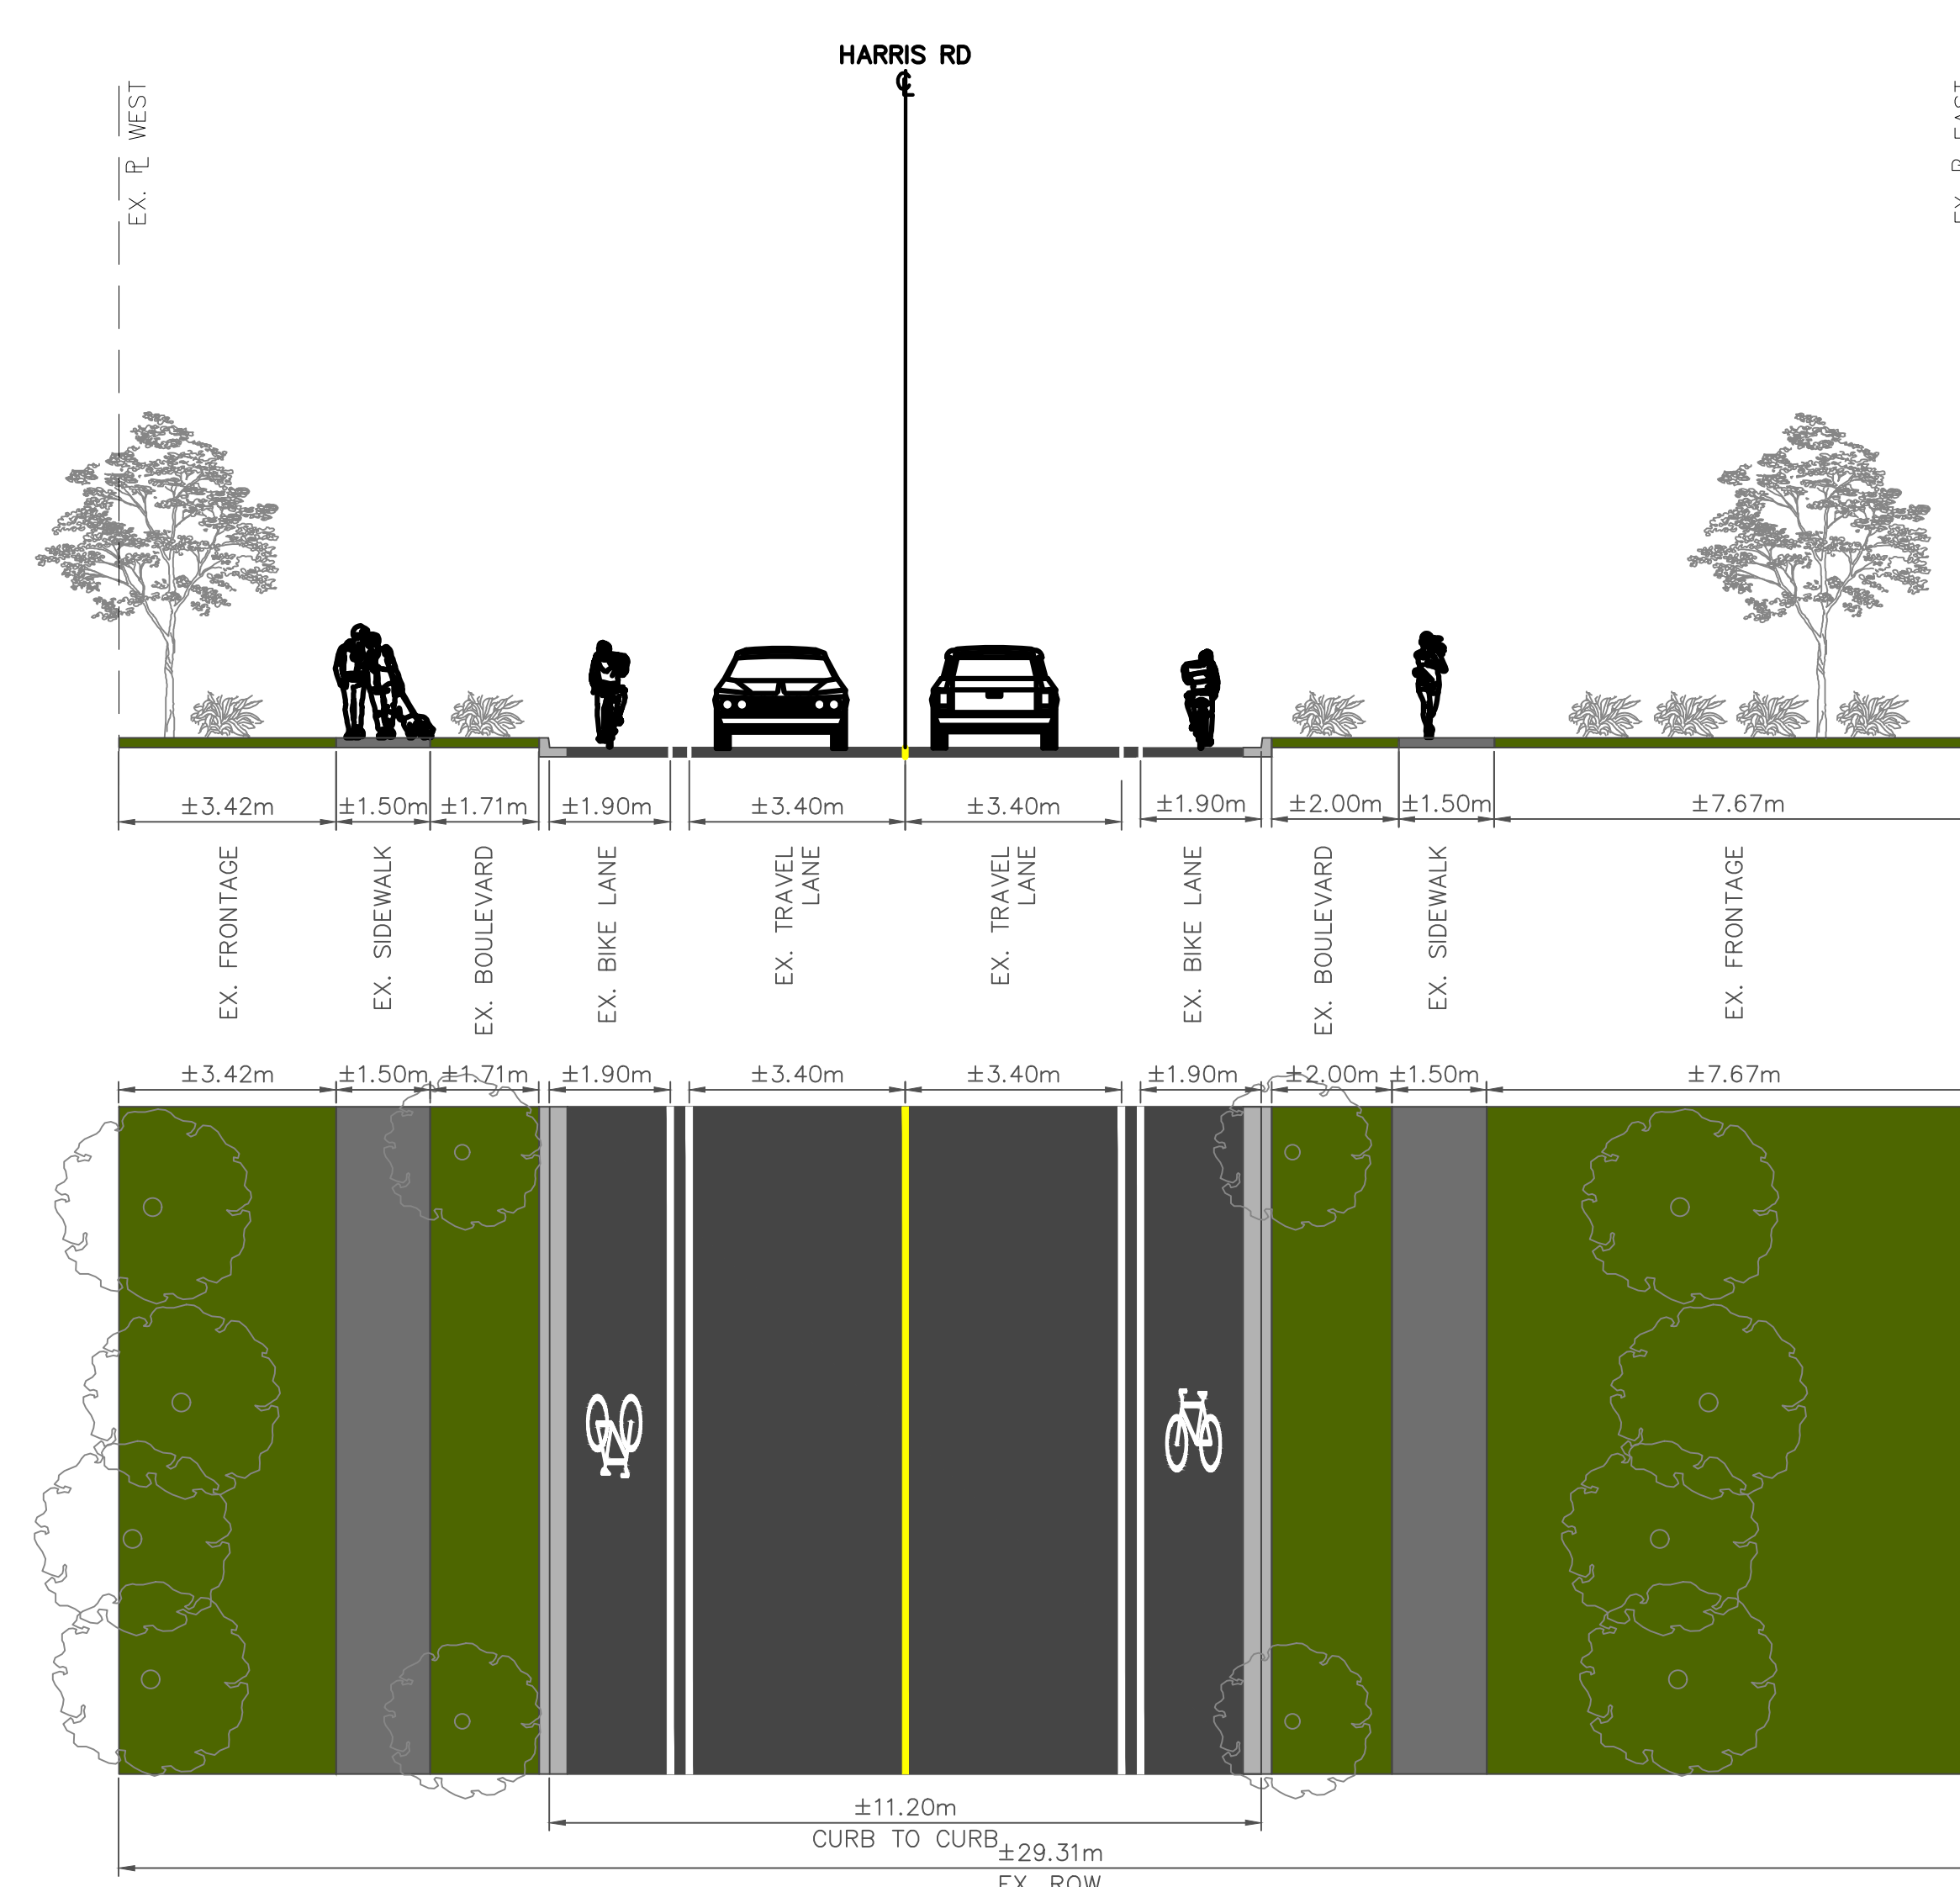 HARRIS RD
℄
EX. ⅊ WEST
±3.42m
±1.50m
±1.71m
±1.90m
±3.40m
±3.40m
±1.90m
±2.00m
±1.50m
±7.67m
EX. FRONTAGE
EX. SIDEWALK
EX. BOULEVARD
EX. BIKE LANE
EX. TRAVEL
LANE
EX. TRAVEL
LANE
EX. BIKE LANE
EX. BOULEVARD
EX. SIDEWALK
EX. FRONTAGE
±3.42m
±1.50m
±1.71m
±1.90m
±3.40m
±3.40m
±1.90m
±2.00m
±1.50m
±7.67m
±11.20m
CURB TO CURB
±29.31m
EX. ROW